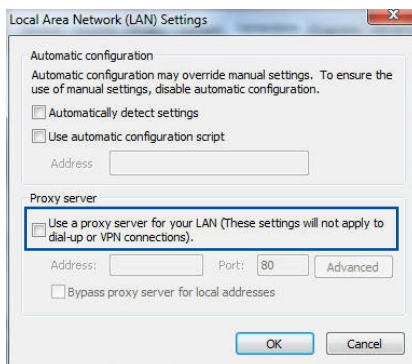 Local Area Network (LAN) Settings
Automatic configuration
Automatic configuration may override manual settings. To ensure the
use of manual settings, disable automatic configuration.
Automatically detect settings
Use automatic configuration script
Address
Proxy server
Use a proxy server for your LAN (These settings will not apply to
dial-up or VPN connections).
Address: Port: 80 Advanced
Bypass proxy server for local addresses
OK Cancel